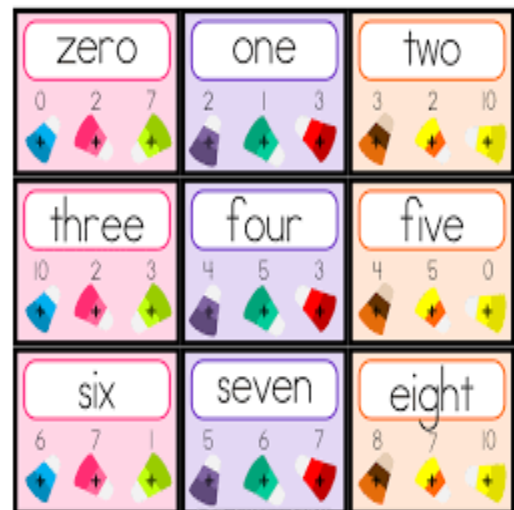 zero one two
0 2 7 2 1 3 3 2 10
three four five
10 2 3 4 5 3 4 5 0
six seven eight
6 7 1 5 6 7 8 7 10